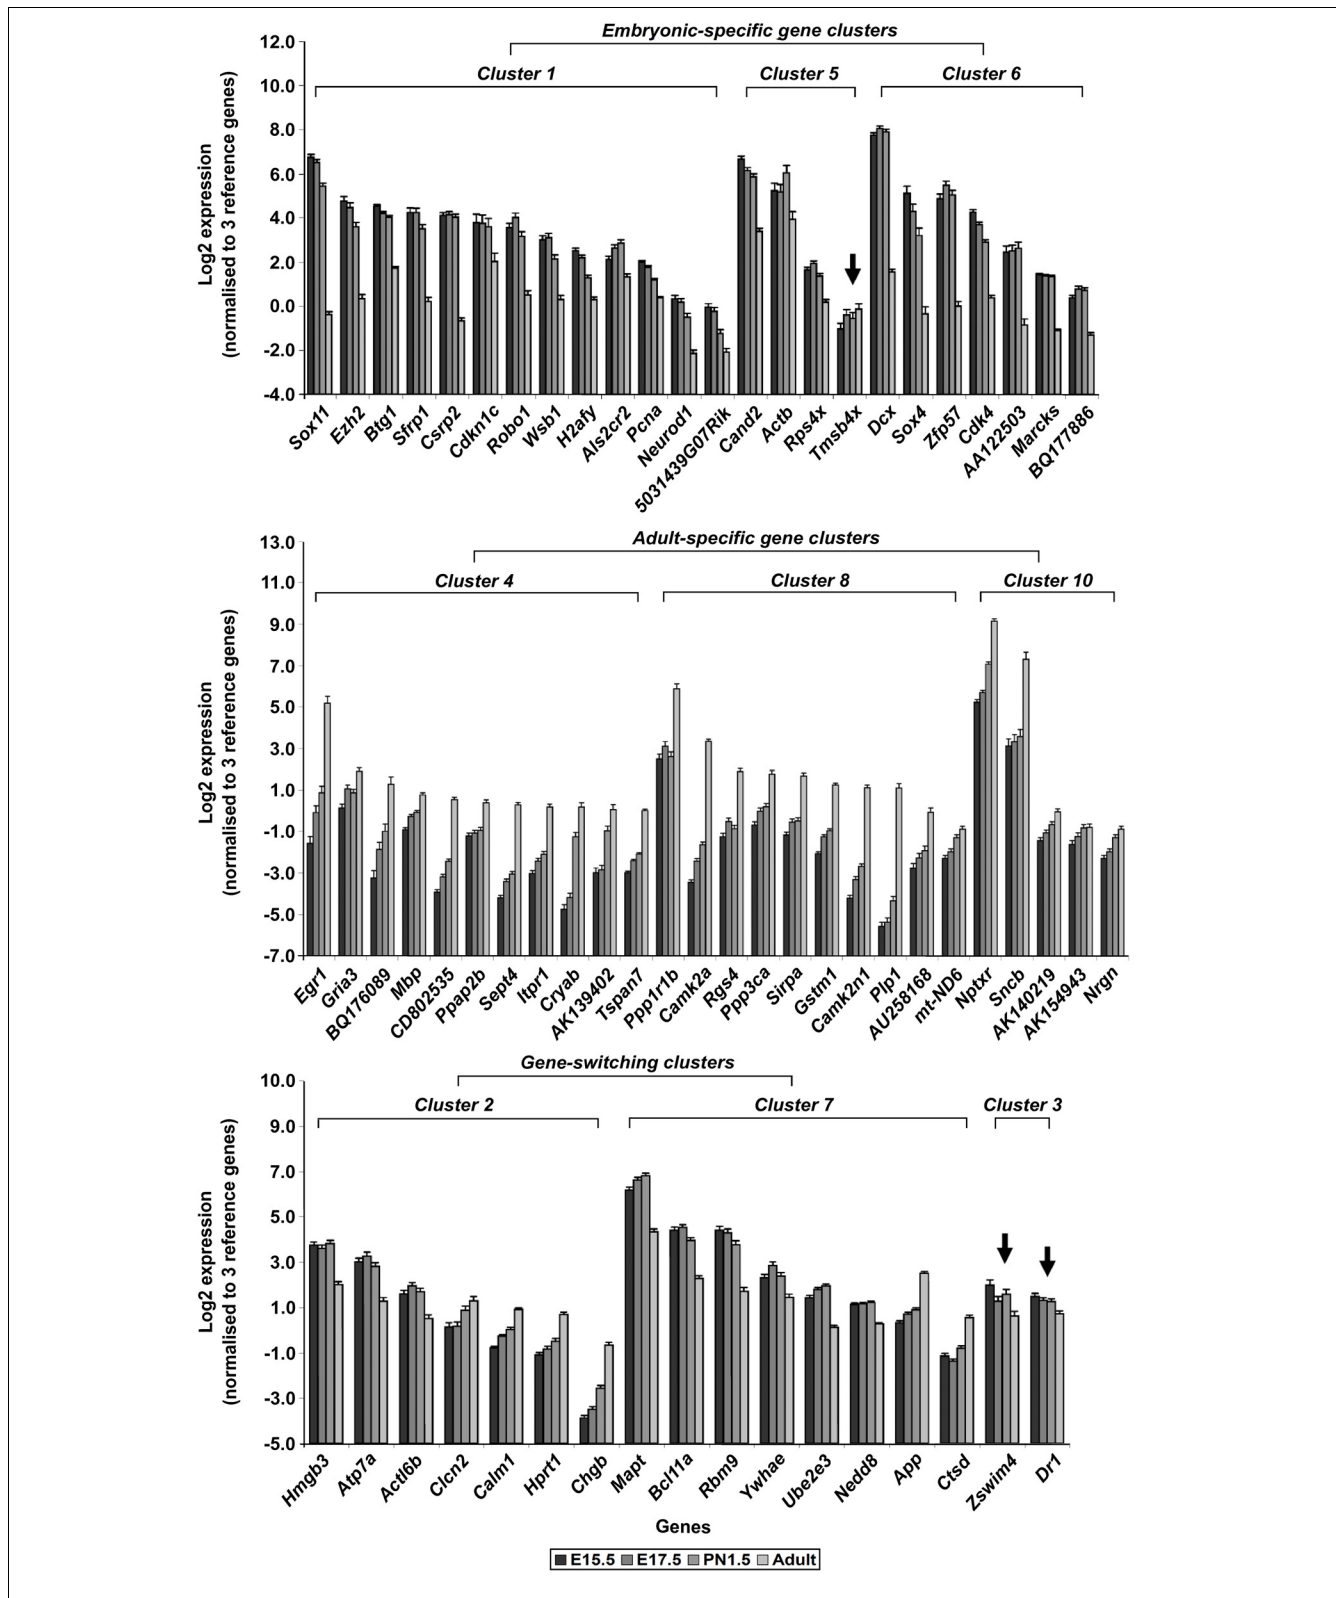 Embryonic-specific gene clusters
Cluster 1
Cluster 5
Cluster 6
Log2 expression
(normalised to 3 reference genes)
12.0
10.0
8.0
6.0
4.0
2.0
0.0
-2.0
-4.0
Sox11
Ezh2
Btg1
Sfrp1
Csrp2
Cdkn1c
Robo1
Wsb1
H2afy
Als2cr2
Pcna
Neurod1
5031439G07Rik
Cand2
Actb
Rps4x
Tmsb4x
Dcx
Sox4
Zfp57
Cdk4
AA122503
Marcks
BQ177886
Adult-specific gene clusters
Cluster 4
Cluster 8
Cluster 10
Log2 expression
(normalised to 3 reference genes)
13.0
11.0
9.0
7.0
5.0
3.0
1.0
-1.0
-3.0
-5.0
-7.0
Egr1
Gria3
BQ176089
Mbp
CD802535
Ppap2b
Sept4
Itpr1
Cryab
AK139402
Tspan7
Ppp1r1b
Camk2a
Rgs4
Ppp3ca
Sirpa
Gstm1
Camk2n1
Plp1
AU258168
mt-ND6
Nptxr
Sncb
AK140219
AK154943
Nrgn
Gene-switching clusters
Cluster 2
Cluster 7
Cluster 3
Log2 expression
(normalised to 3 reference genes)
10.0
9.0
7.0
5.0
3.0
1.0
-1.0
-3.0
-5.0
Hmgb3
Atp7a
Actl6b
Clcn2
Calm1
Hprt1
Chgb
Mapt
Bcl11a
Rbm9
Ywhae
Ube2e3
Nedd8
App
Ctsd
Zswim4
Dr1
Genes
E15.5 E17.5 PN1.5 Adult